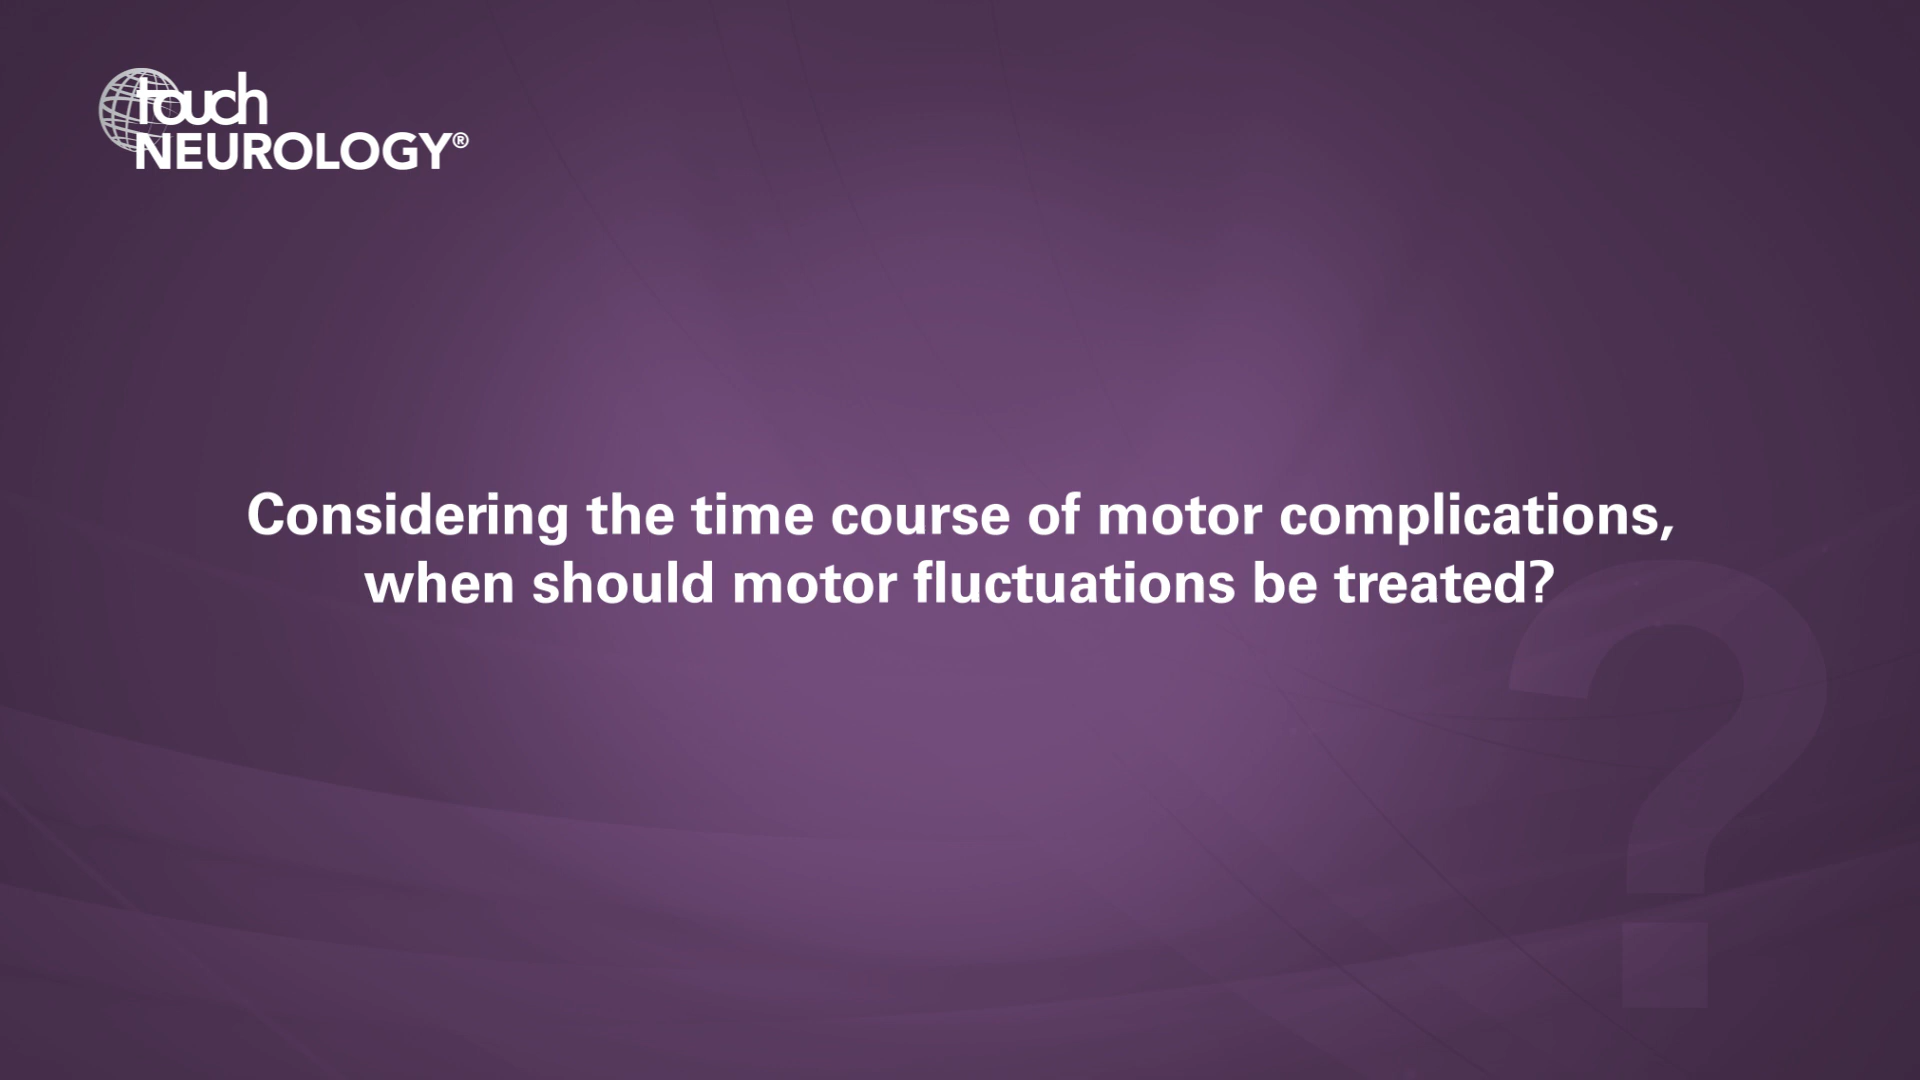 touch
NEUROLOGY®
Considering the time course of motor complications,
when should motor fluctuations be treated?
?